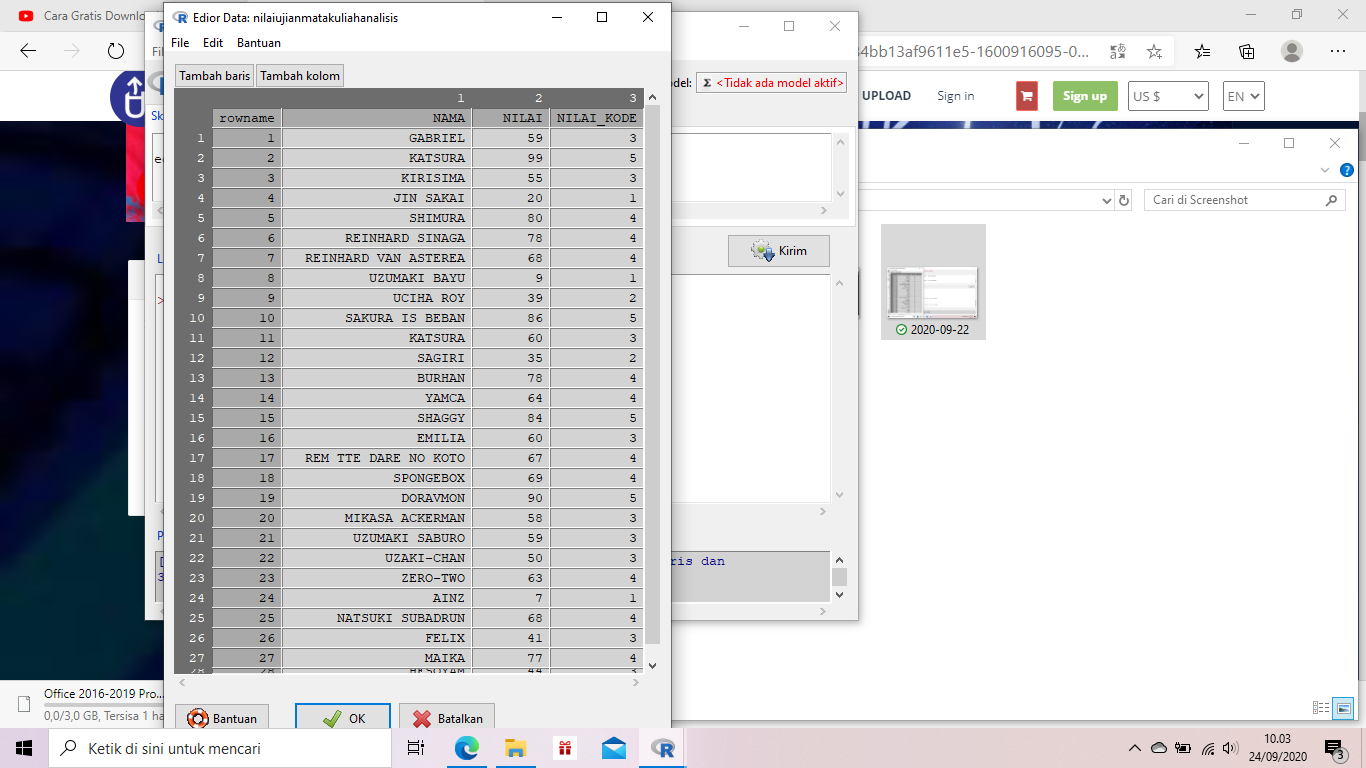 Cara Gratis Downlo
Edior Data: nilaiujianmatakuliahanalisis
File Edit Bantuan
Fil
34bb13af9611e5-1600916095-0...
Tambah baris Tambah kolom
del: Σ <Tidak ada model aktif>
UPLOAD Sign in Sign up US $ EN
Sk
1 2 3
rowname NAMA NILAI NILAI_KODE
1 1 GABRIEL 59 3
2 2 KATSURA 99 5
3 3 KIRISIMA 55 3
4 4 JIN SAKAI 20 1
5 5 SHIMURA 80 4
6 6 REINHARD SINAGA 78 4
7 7 REINHARD VAN ASTEREA 68 4
8 8 UZUMAKI BAYU 9 1
9 9 UCIHA ROY 39 2
10 10 SAKURA IS BEBAN 86 5
11 11 KATSURA 60 3
12 12 SAGIRI 35 2
13 13 BURHAN 78 4
14 14 YAMCA 64 4
15 15 SHAGGY 84 5
16 16 EMILIA 60 3
17 17 REM TTE DARE NO KOTO 67 4
18 18 SPONGEBOX 69 4
19 19 DORAVMON 90 5
20 20 MIKASA ACKERMAN 58 3
21 21 UZUMAKI SABURO 59 3
22 22 UZAKI-CHAN 50 3
23 23 ZERO-TWO 63 4
24 24 AINZ 7 1
25 25 NATSUKI SUBADRUN 68 4
26 26 FELIX 41 3
27 27 MAIKA 77 4
28 28 HESOYAM 44 3
Bantuan OK Batalkan
Kirim
ris dan
Cari di Screenshot
2020-09-22
Office 2016-2019 Pro...
0,0/3,0 GB, Tersisa 1 ha
Ketik di sini untuk mencari
10.03
24/09/2020
3